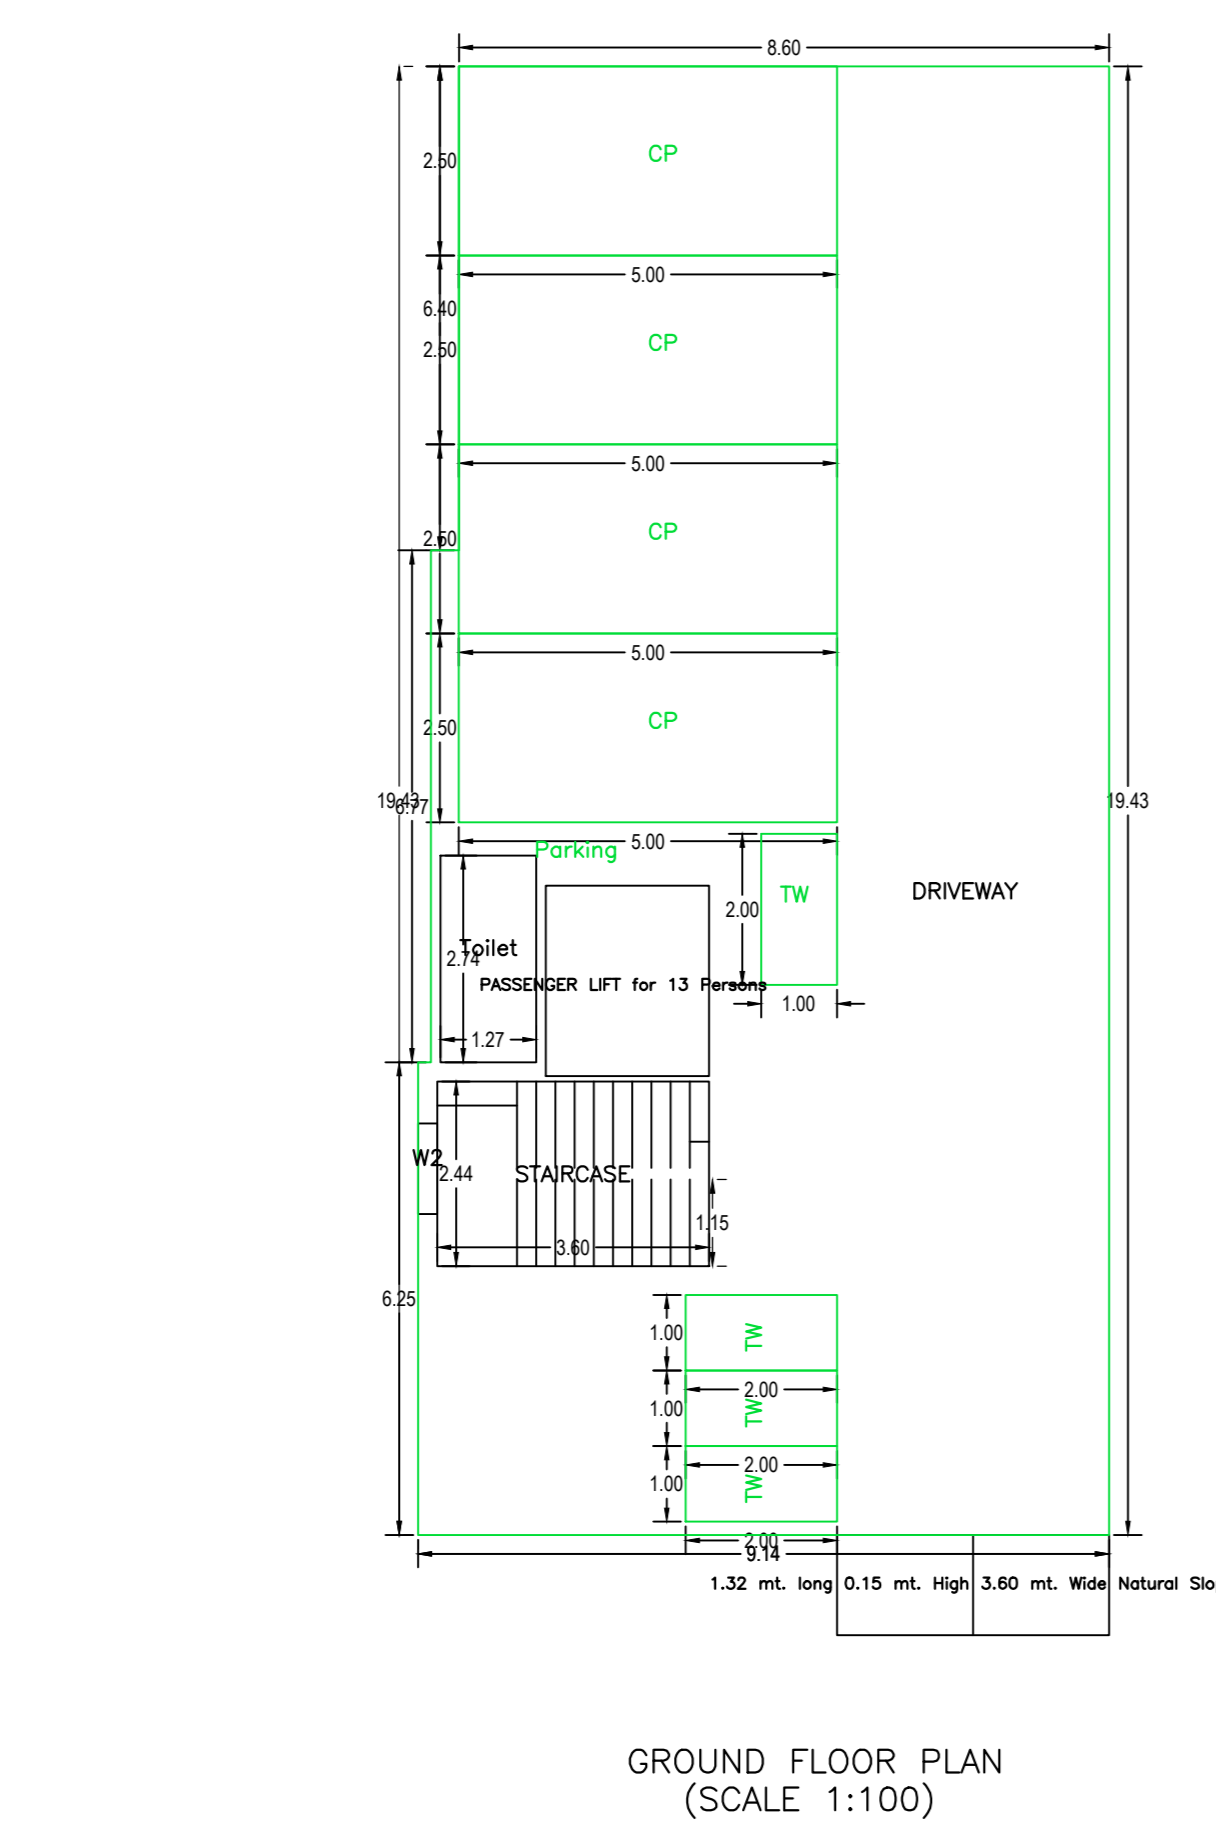 8.60
2.50
CP
5.00
6.40
2.50
CP
5.00
2.50
CP
5.00
2.50
CP
19.43
6.77
19.43
5.00
Parking
TW
DRIVEWAY
2.00
Toilet
2.74
PASSENGER LIFT for 13 Persons
1.00
1.27
W2
2.44
STAIRCASE
1.15
3.60
6.25
1.00
TW
2.00
1.00
TW
2.00
1.00
TW
2.00
9.14
1.32 mt. long 0.15 mt. High 3.60 mt. Wide Natural Slo
GROUND FLOOR PLAN
(SCALE 1:100)